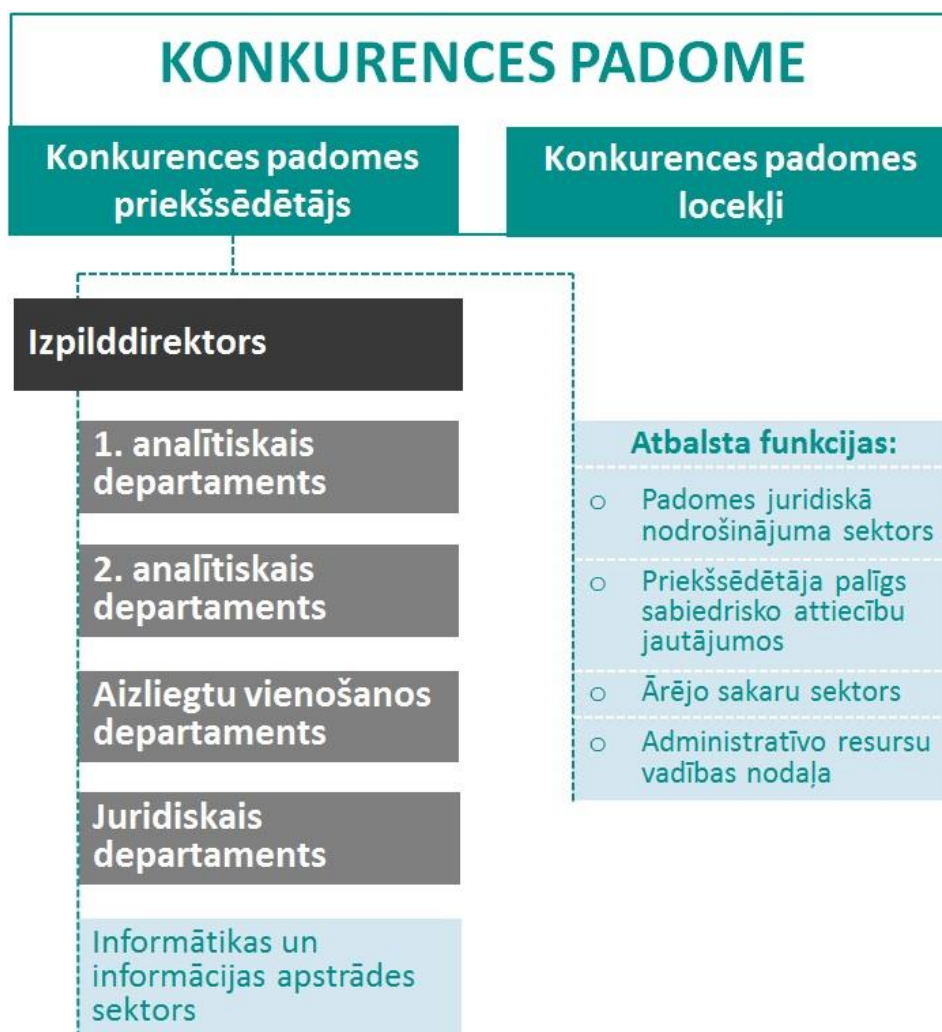 KONKURENCES PADOME
Konkurences padomes
priekšsēdētājs
Konkurences padomes
locekļi
Izpilddirektors
1. analītiskais
departaments
2. analītiskais
departaments
Aizliegtu vienošanos
departaments
Juridiskais
departaments
Informātikas un
informācijas apstrādes
sektors
Atbalsta funkcijas:
o Padomes juridiskā
nodrošinājuma sektors
o Priekšsēdētāja palīgs
sabiedrisko attiecību
jautājumos
o Ārējo sakaru sektors
o Administratīvo resursu
vadības nodaļa